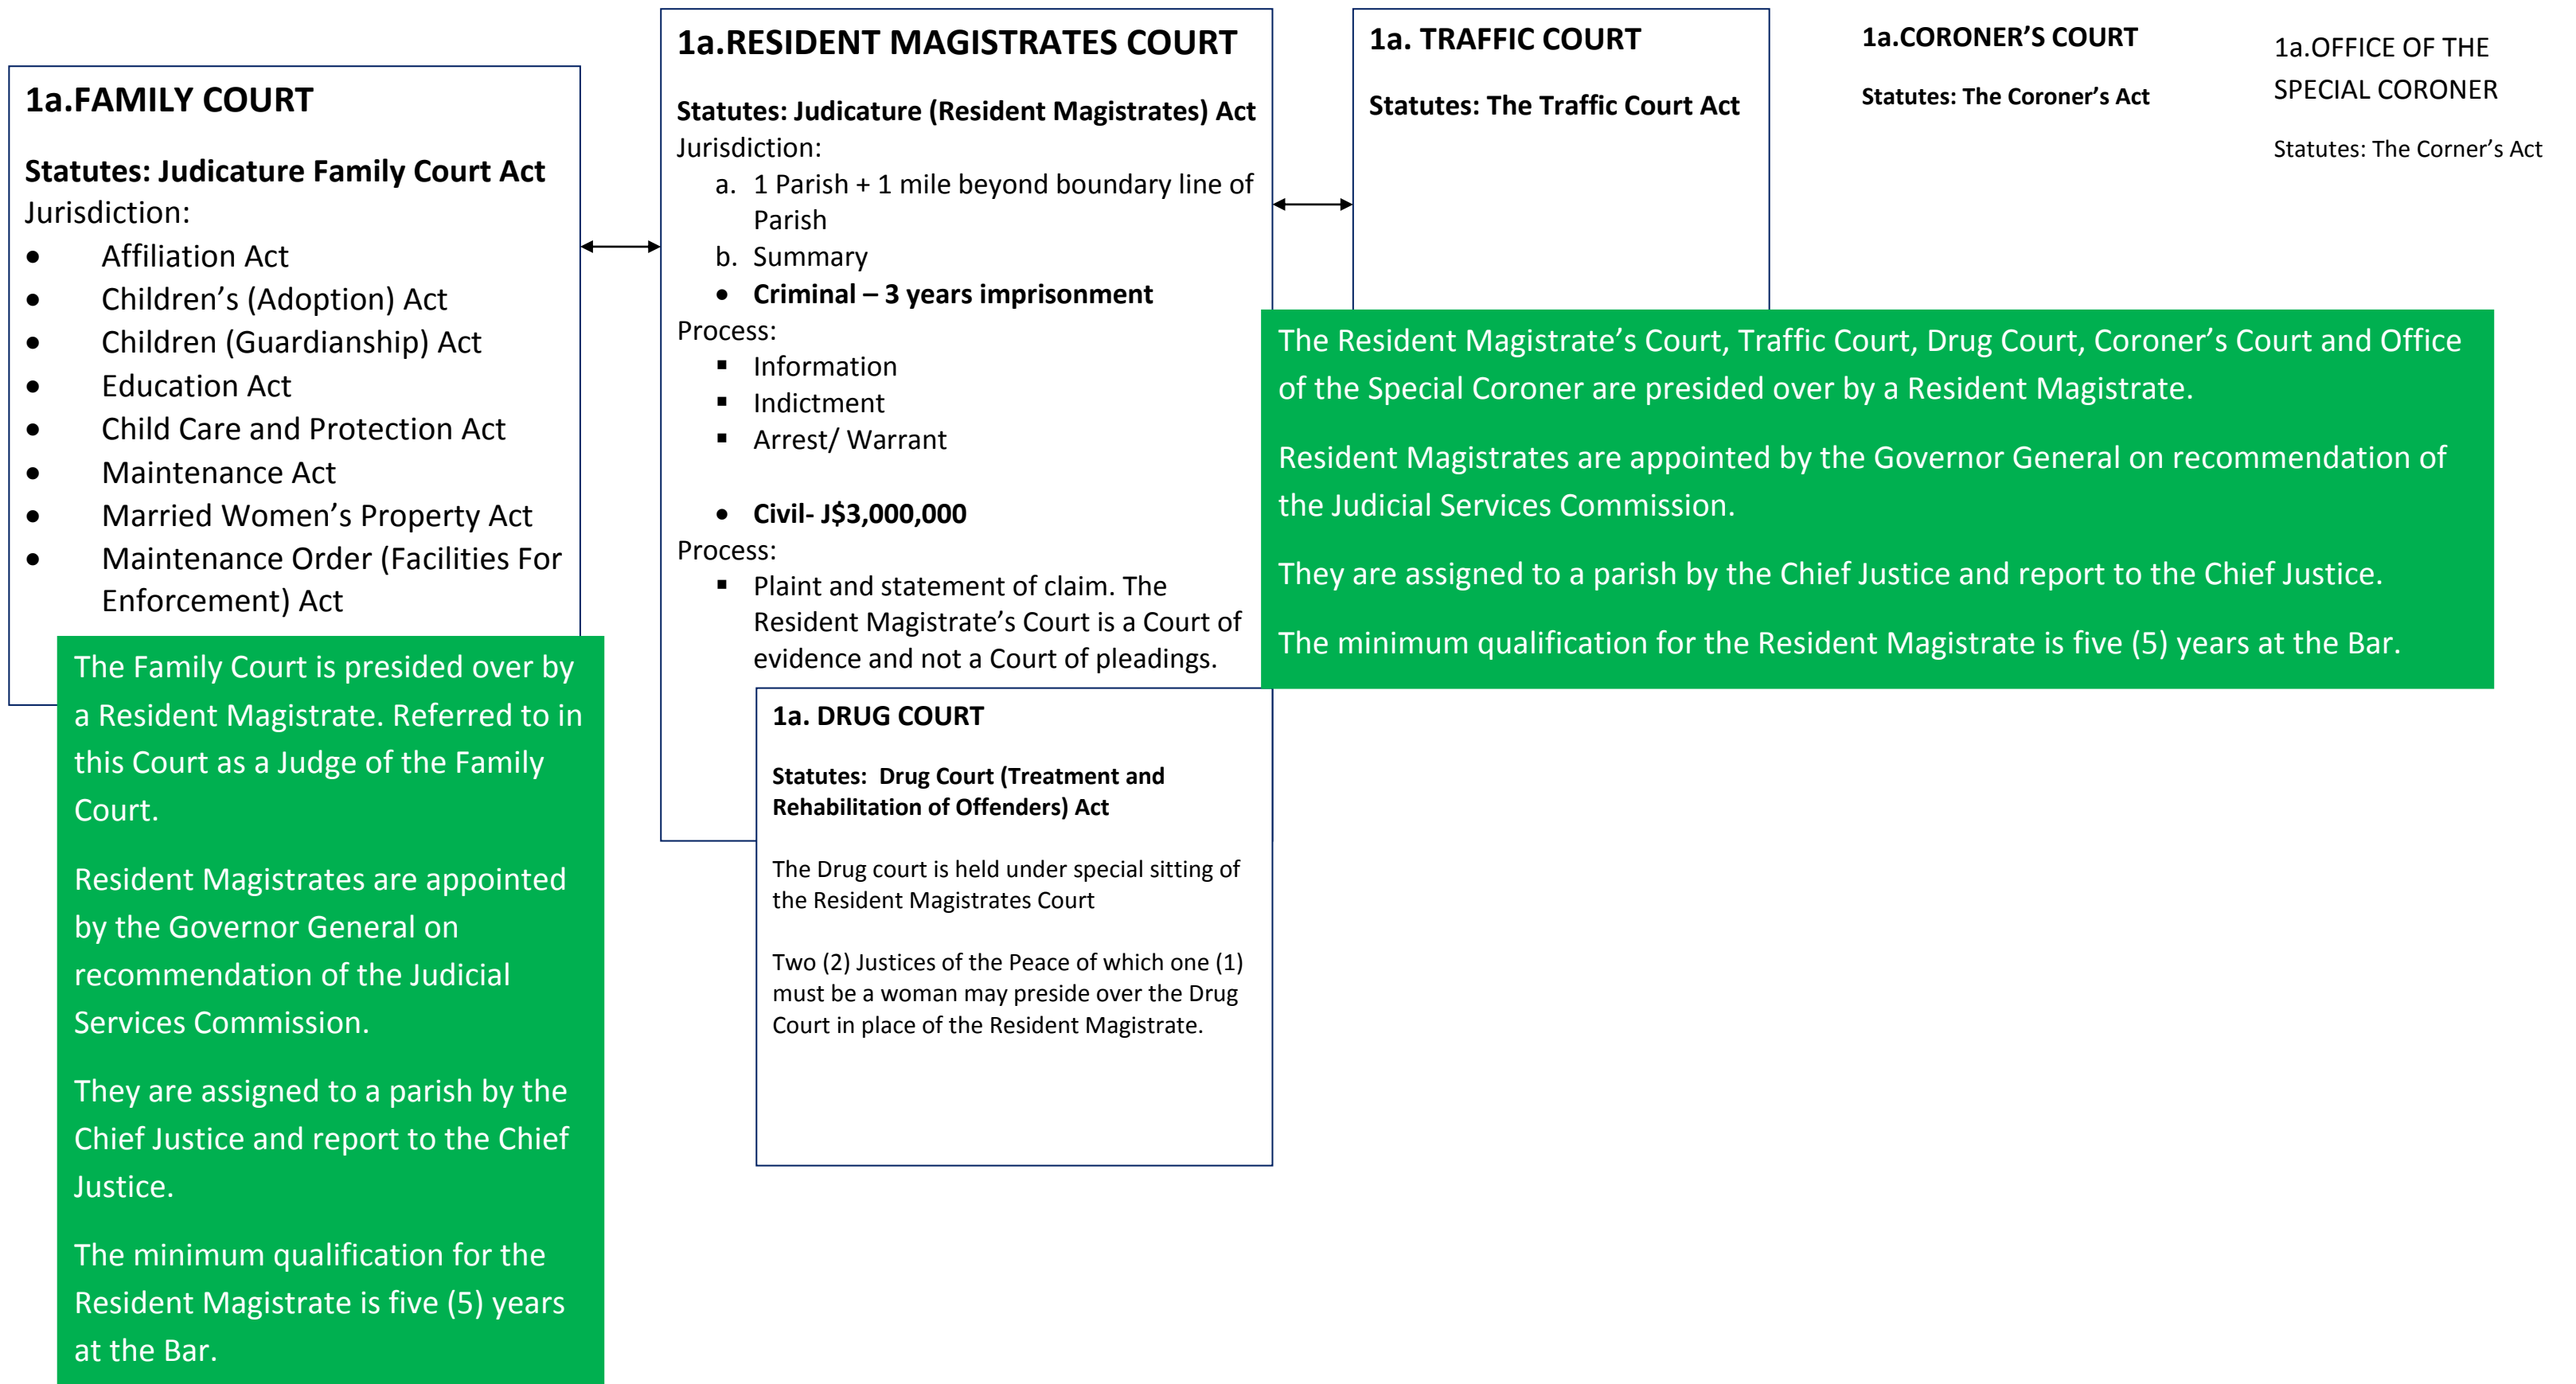 1a.FAMILY COURT
Statutes: Judicature Family Court Act
Jurisdiction:
• Affiliation Act
• Children’s (Adoption) Act
• Children (Guardianship) Act
• Education Act
• Child Care and Protection Act
• Maintenance Act
• Married Women’s Property Act
• Maintenance Order (Facilities For
Enforcement) Act
The Family Court is presided over by
a Resident Magistrate. Referred to in
this Court as a Judge of the Family
Court.
Resident Magistrates are appointed
by the Governor General on
recommendation of the Judicial
Services Commission.
They are assigned to a parish by the
Chief Justice and report to the Chief
Justice.
The minimum qualification for the
Resident Magistrate is five (5) years
at the Bar.
1a.RESIDENT MAGISTRATES COURT
Statutes: Judicature (Resident Magistrates) Act
Jurisdiction:
a. 1 Parish + 1 mile beyond boundary line of
Parish
b. Summary
• Criminal – 3 years imprisonment
Process:
▪ Information
▪ Indictment
▪ Arrest/ Warrant
• Civil- J$3,000,000
Process:
▪ Plaint and statement of claim. The
Resident Magistrate’s Court is a Court of
evidence and not a Court of pleadings.
1a. DRUG COURT
Statutes: Drug Court (Treatment and
Rehabilitation of Offenders) Act
The Drug court is held under special sitting of
the Resident Magistrates Court
Two (2) Justices of the Peace of which one (1)
must be a woman may preside over the Drug
Court in place of the Resident Magistrate.
1a. TRAFFIC COURT
Statutes: The Traffic Court Act
1a.CORONER’S COURT
Statutes: The Coroner’s Act
1a.OFFICE OF THE
SPECIAL CORONER
Statutes: The Corner’s Act
The Resident Magistrate’s Court, Traffic Court, Drug Court, Coroner’s Court and Office
of the Special Coroner are presided over by a Resident Magistrate.
Resident Magistrates are appointed by the Governor General on recommendation of
the Judicial Services Commission.
They are assigned to a parish by the Chief Justice and report to the Chief Justice.
The minimum qualification for the Resident Magistrate is five (5) years at the Bar.